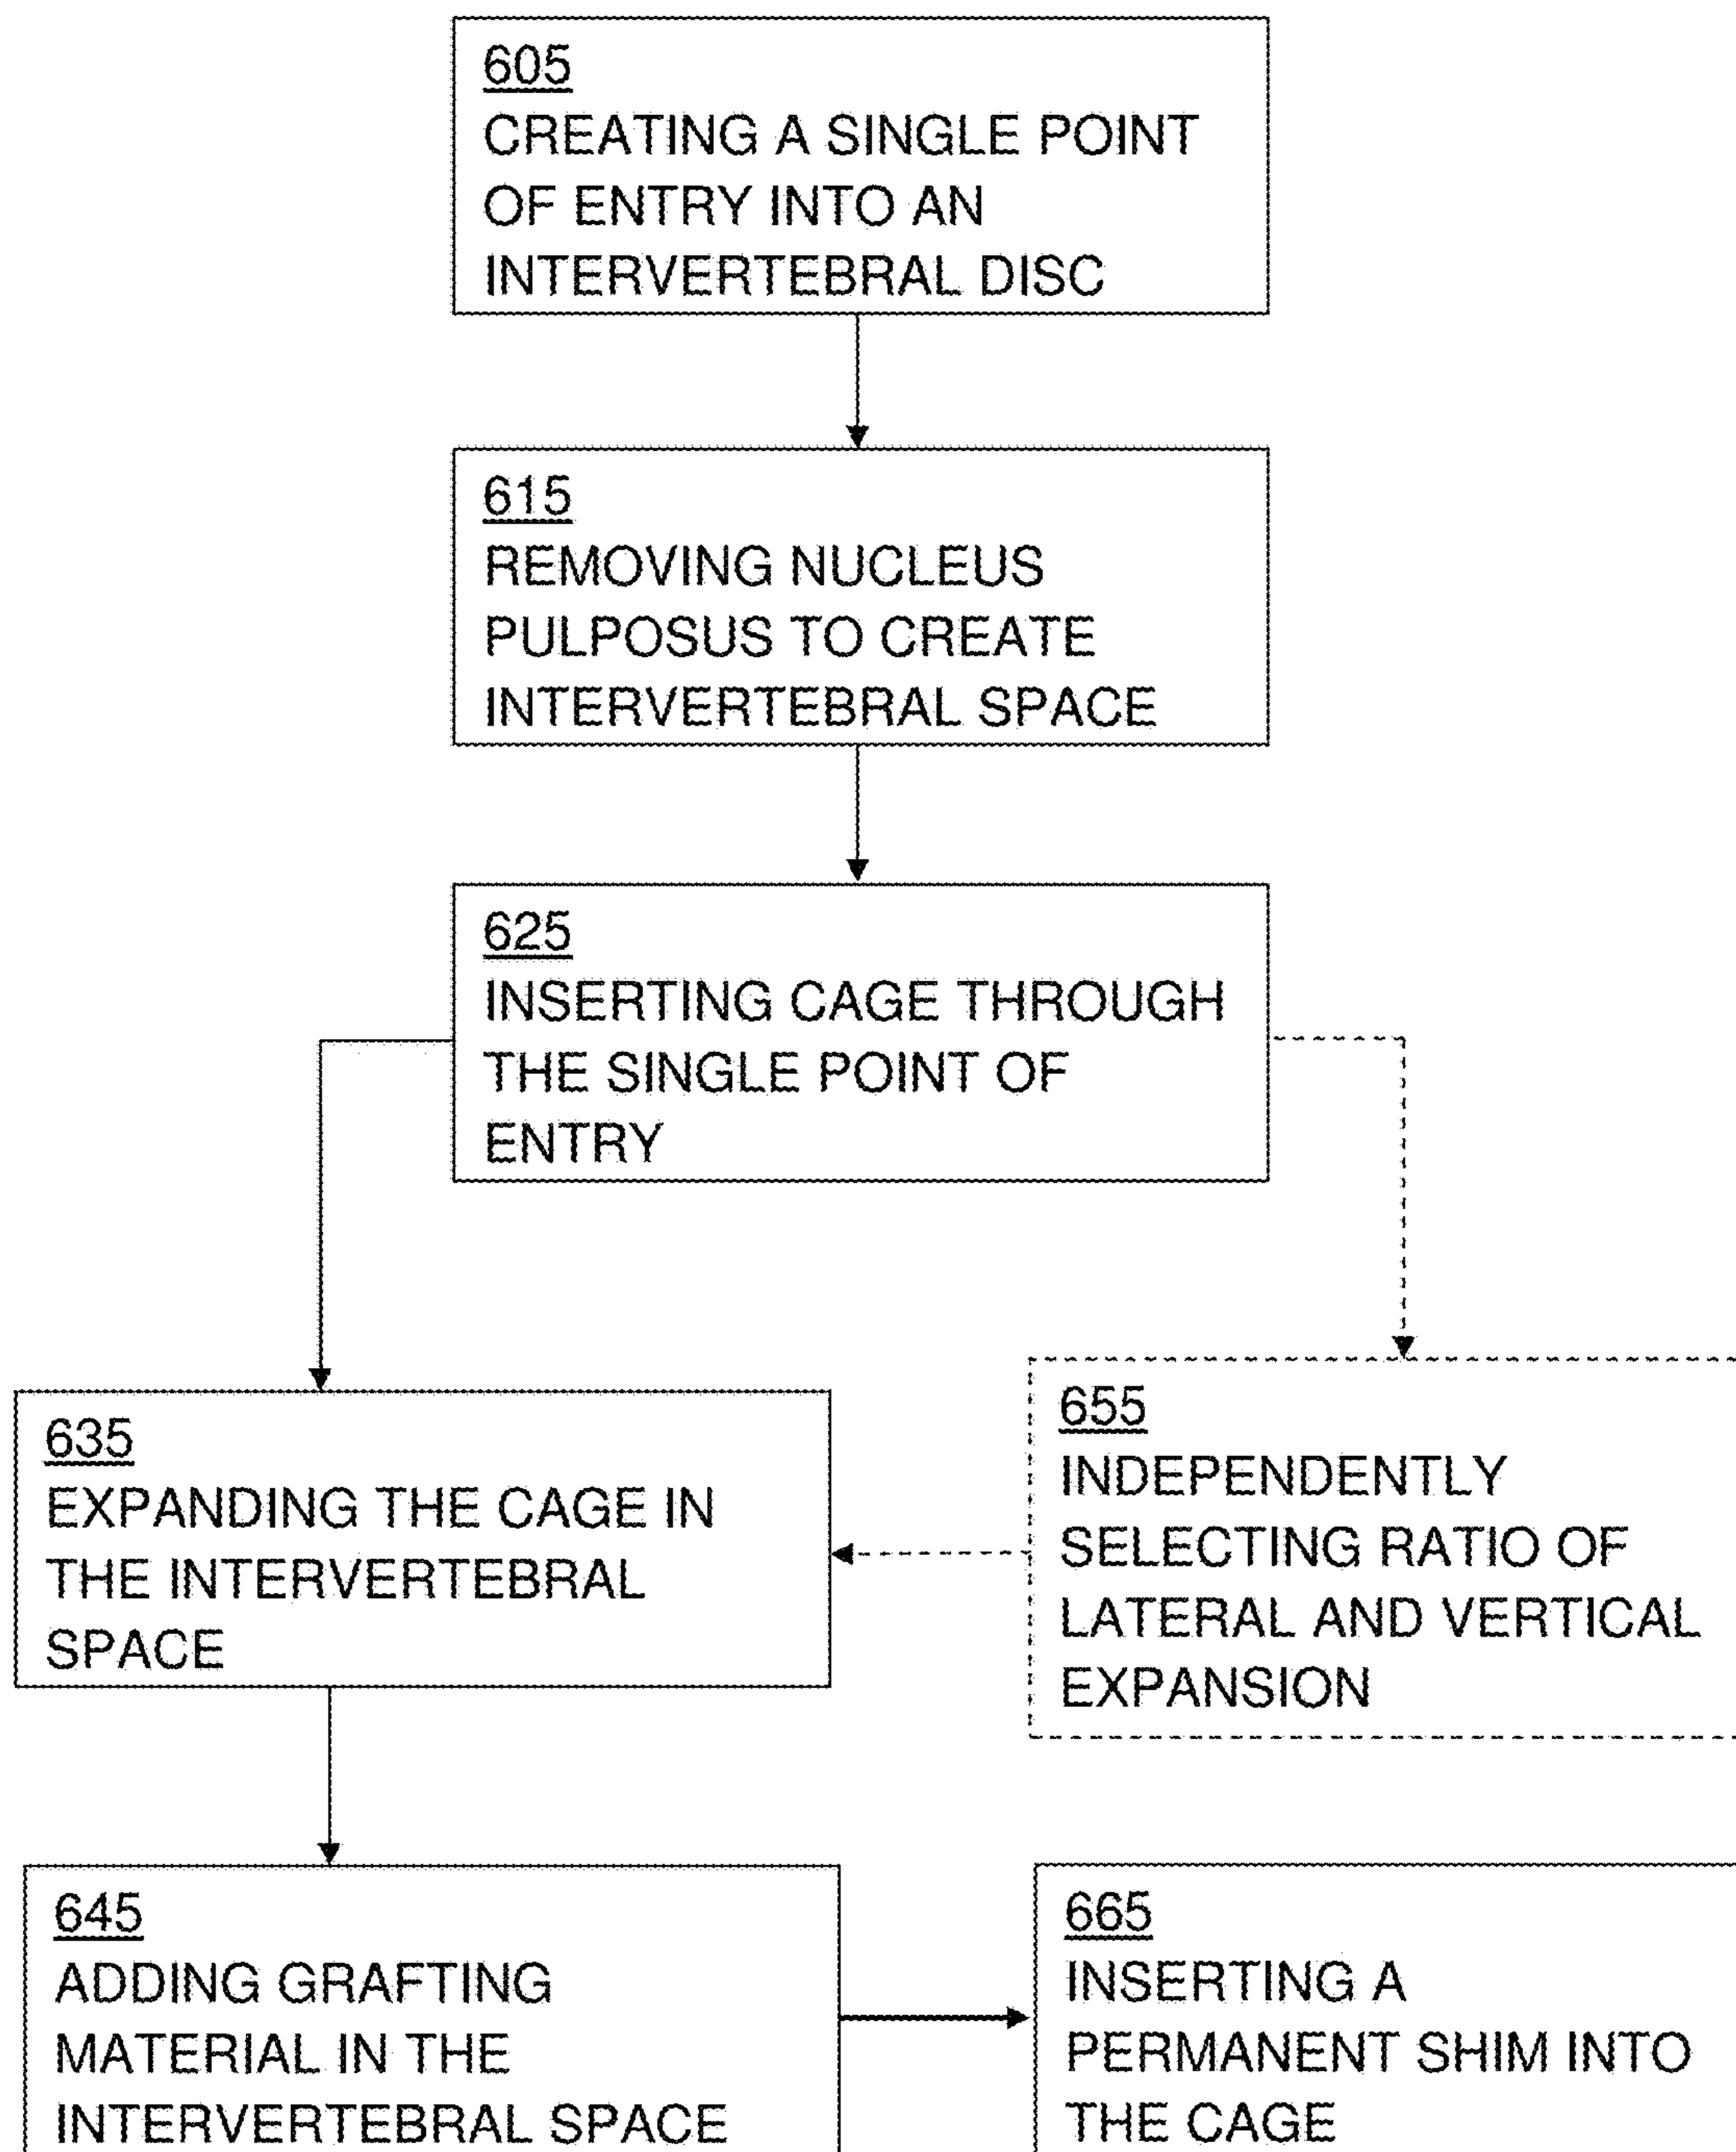 605
CREATING A SINGLE POINT
OF ENTRY INTO AN
INTERVERTEBRAL DISC
615
REMOVING NUCLEUS
PULPOSUS TO CREATE
INTERVERTEBRAL SPACE
625
INSERTING CAGE THROUGH
THE SINGLE POINT OF
ENTRY
635
EXPANDING THE CAGE IN
THE INTERVERTEBRAL
SPACE
655
INDEPENDENTLY
SELECTING RATIO OF
LATERAL AND VERTICAL
EXPANSION
645
ADDING GRAFTING
MATERIAL IN THE
INTERVERTEBRAL SPACE
665
INSERTING A
PERMANENT SHIM INTO
THE CAGE